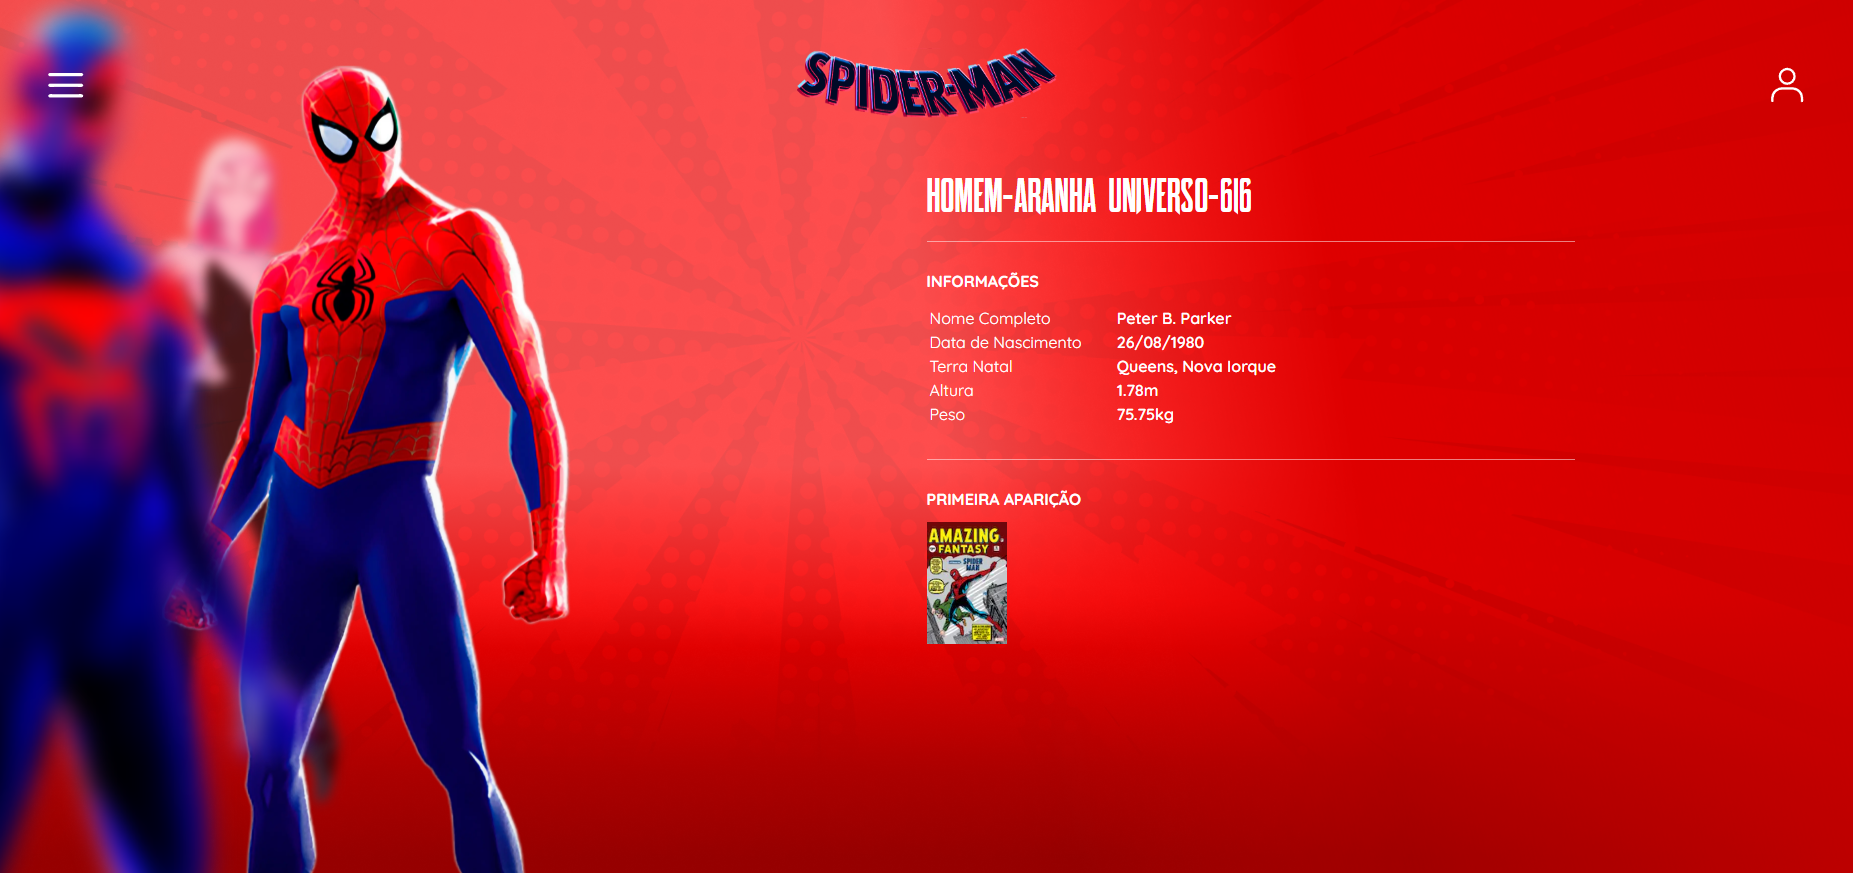 SPIDER-MAN
HOMEM-ARANHA UNIVERSO-616
INFORMAÇÕES
Nome Completo Peter B. Parker
Data de Nascimento 26/08/1980
Terra Natal Queens, Nova Iorque
Altura 1.78m
Peso 75.75kg
PRIMEIRA APARIÇÃO
AMAZING
FANTASY
SPIDER
MAN